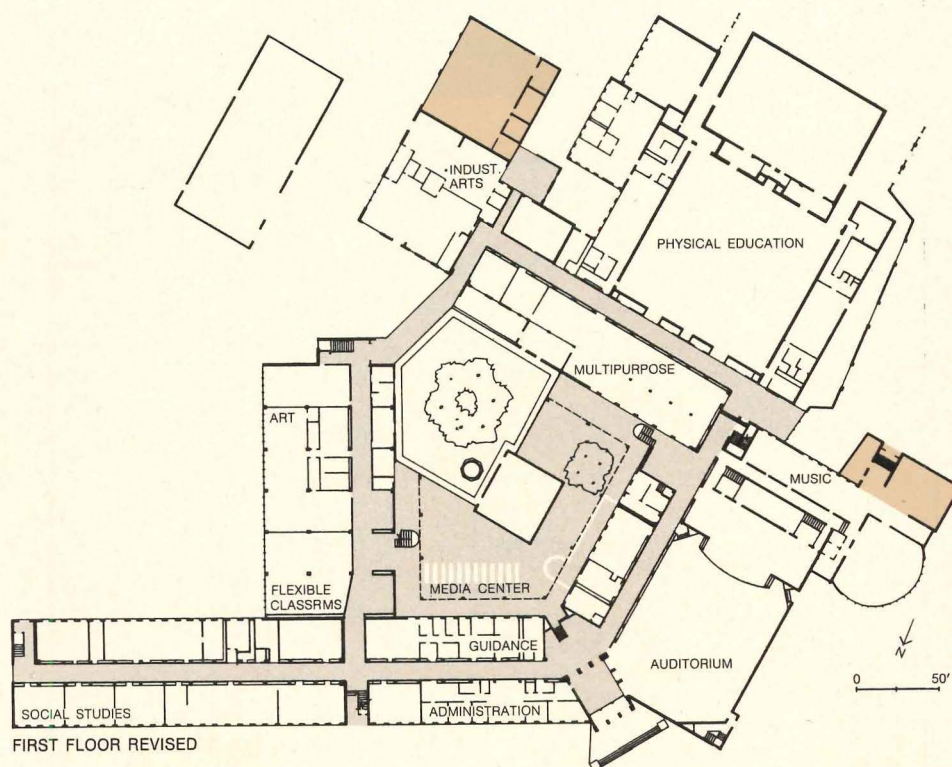 INDUST.
ARTS
PHYSICAL EDUCATION
MULTIPURPOSE
ART
MUSIC
FLEXIBLE
CLASSRMS
MEDIA CENTER
GUIDANCE
AUDITORIUM
N
0 50'
SOCIAL STUDIES
ADMINISTRATION
FIRST FLOOR REVISED